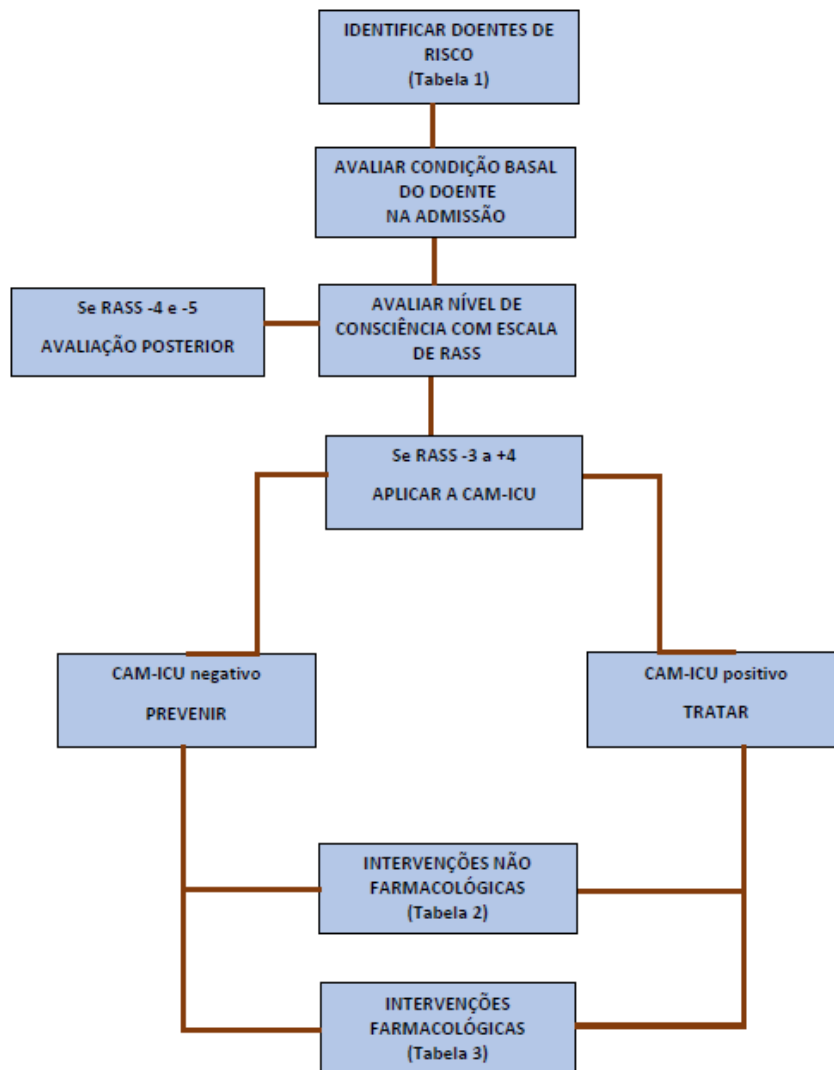 IDENTIFICAR DOENTES DE
RISCO
(Tabela 1)
AVALIAR CONDIÇÃO BASAL
DO DOENTE
NA ADMISSÃO
Se RASS -4 e -5
AVALIAÇÃO POSTERIOR
AVALIAR NÍVEL DE
CONSCIÊNCIA COM ESCALA
DE RASS
Se RASS -3 a +4
APLICAR A CAM-ICU
CAM-ICU negativo
PREVENIR
CAM-ICU positivo
TRATAR
INTERVENÇÕES NÃO
FARMACOLÓGICAS
(Tabela 2)
INTERVENÇÕES
FARMACOLÓGICAS
(Tabela 3)